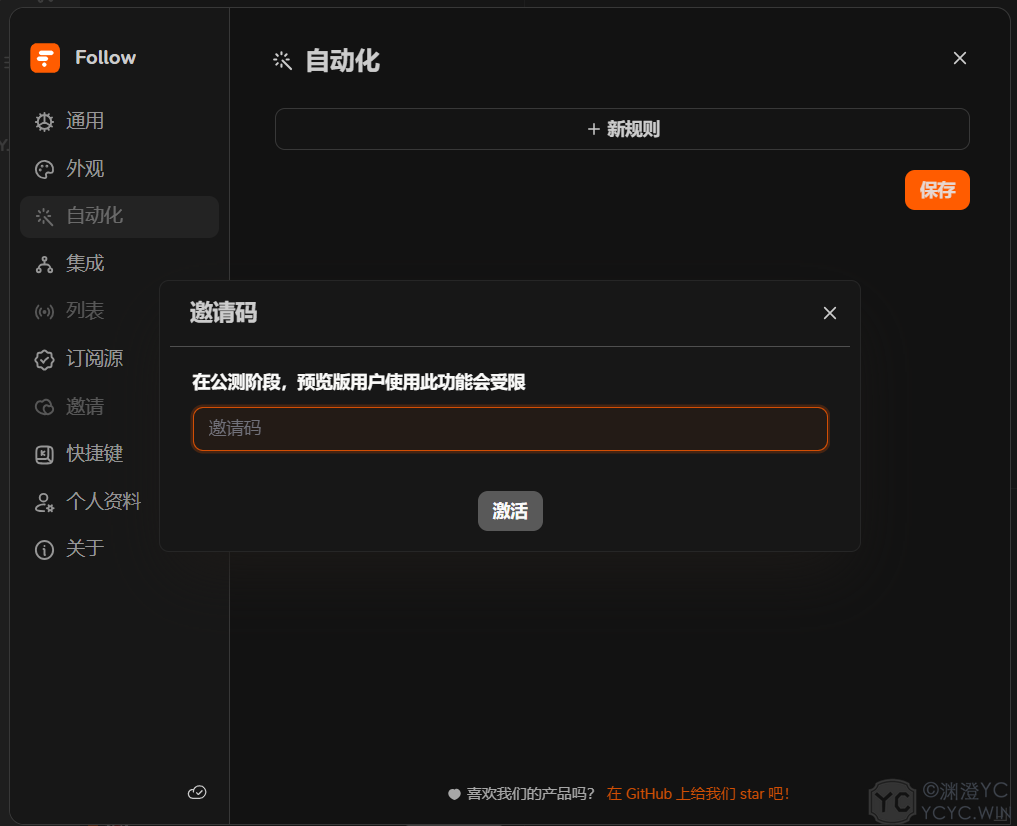 Follow
通用
外观
自动化
集成
列表
订阅源
邀请
快捷键
个人资料
关于
自动化
+ 新规则
保存
邀请码
在公测阶段，预览版用户使用此功能会受限
邀请码
激活
喜欢我们的产品吗？ 在 GitHub 上给我们 star 吧！
YC
©渊澄YC
YCYC.WIN